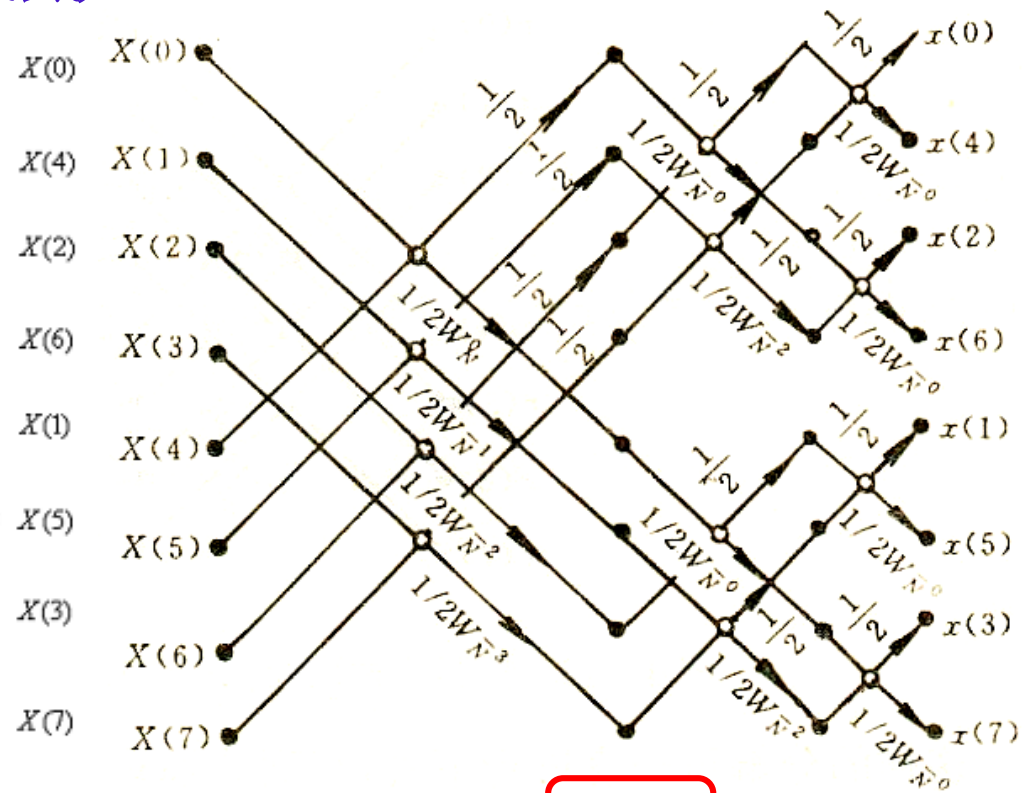 X(0)
X(4)
X(2)
X(6)
X(1)
X(5)
X(3)
X(7)
X(0)
X(1)
X(2)
X(3)
X(4)
X(5)
X(6)
X(7)
1/2
1/2
1/2
1/2
1/2W_N^0
1/2W_N^-1
1/2W_N^-2
1/2W_N^-3
1/2
1/2W_N^-0
1/2
1/2W_N^-2
1/2
1/2W_N^-0
1/2
1/2W_N^-2
1/2
1/2W_N^-0
1/2
1/2W_N^-0
1/2
1/2W_N^-0
1/2
1/2W_N^-0
x(0)
x(4)
x(2)
x(6)
x(1)
x(5)
x(3)
x(7)